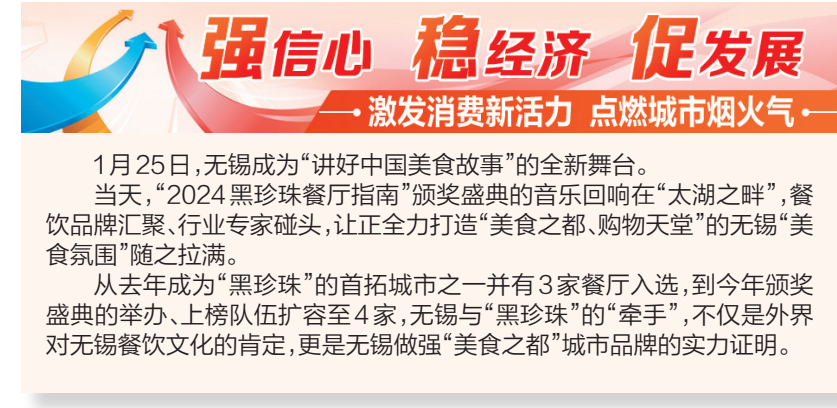 强信心 稳经济 促发展
激发消费新活力 点燃城市烟火气
1月25日,无锡成为“讲好中国美食故事”的全新舞台。
当天,“2024黑珍珠餐厅指南”颁奖盛典的音乐回响在“太湖之畔”,餐
饮品牌汇聚、行业专家碰头,让正全力打造“美食之都、购物天堂”的无锡“美
食氛围”随之拉满。
从去年成为“黑珍珠”的首拓城市之一并有3家餐厅入选,到今年颁奖
盛典的举办、上榜队伍扩容至4家,无锡与“黑珍珠”的“牵手”,不仅是外界
对无锡餐饮文化的肯定,更是无锡做强“美食之都”城市品牌的实力证明。